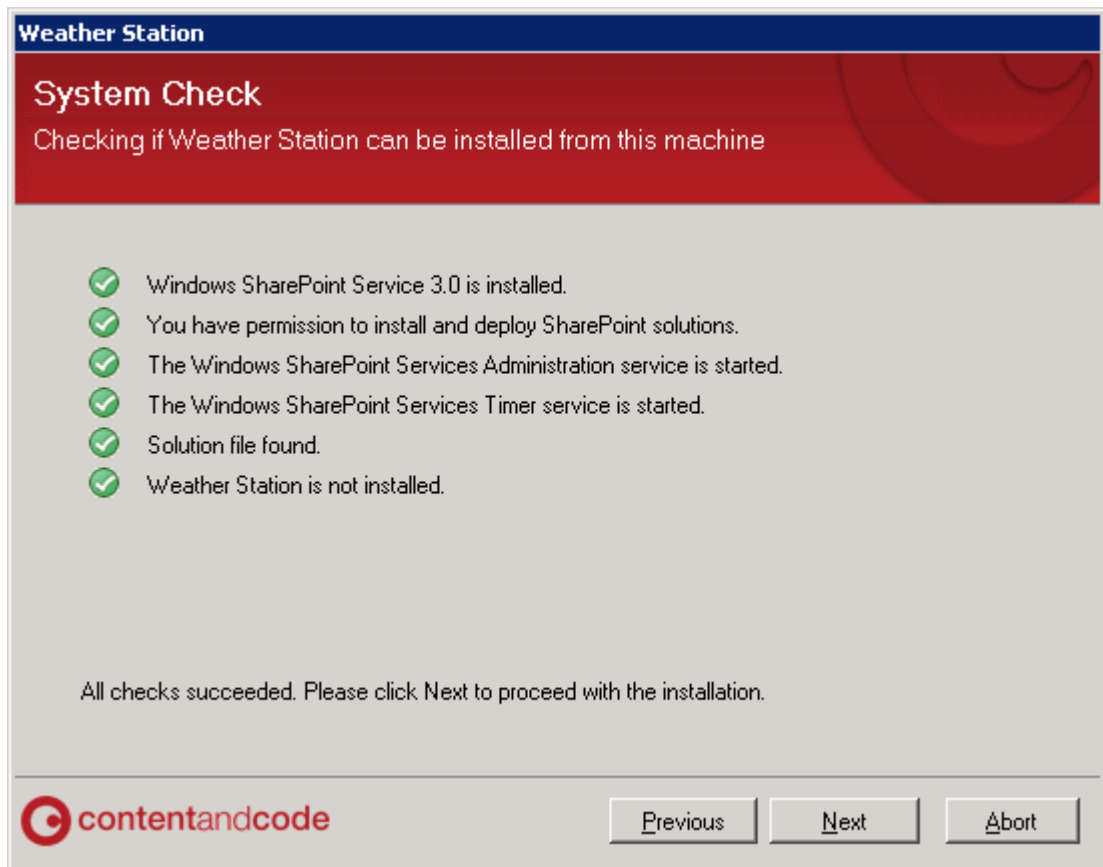 Weather Station
System Check
Checking if Weather Station can be installed from this machine
Windows SharePoint Service 3.0 is installed.
You have permission to install and deploy SharePoint solutions.
The Windows SharePoint Services Administration service is started.
The Windows SharePoint Services Timer service is started.
Solution file found.
Weather Station is not installed.
All checks succeeded. Please click Next to proceed with the installation.
contentandcode
Previous
Next
Abort